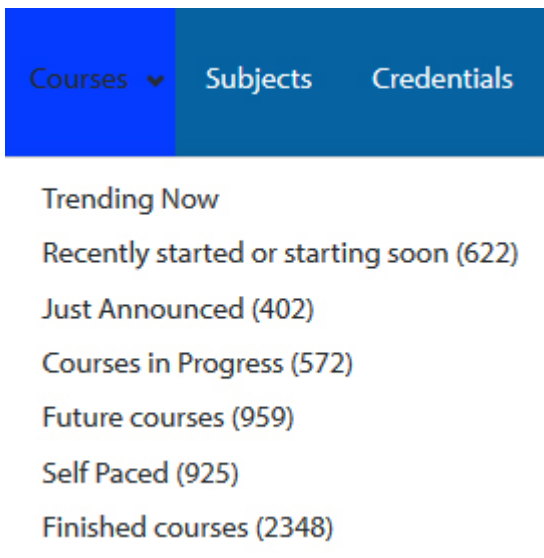 Courses Subjects Credentials
Trending Now
Recently started or starting soon (622)
Just Announced (402)
Courses in Progress (572)
Future courses (959)
Self Paced (925)
Finished courses (2348)